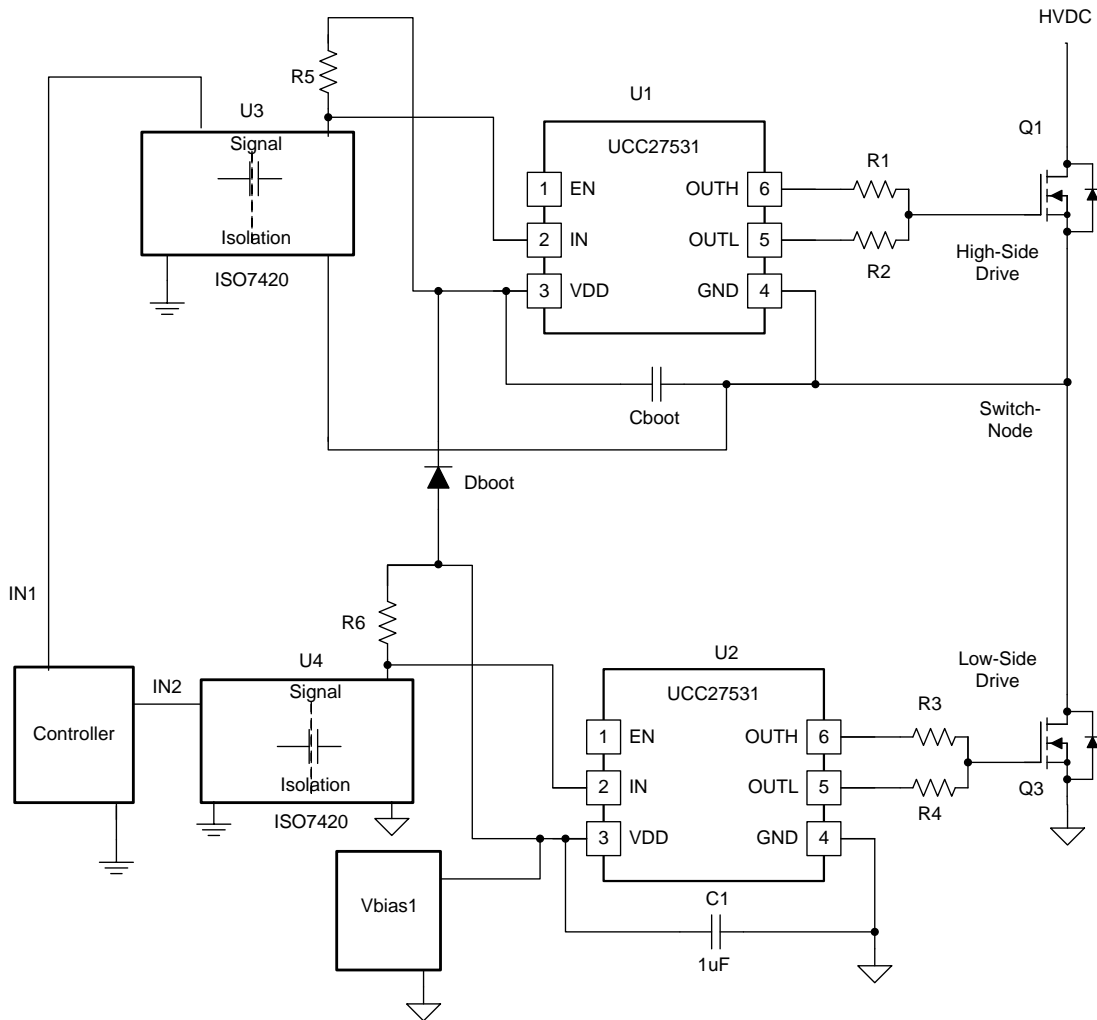 HVDC
R5
U3
U1
Q1
Signal
UCC27531
R1
1 EN
OUTH 6
2 IN
OUTL 5
Isolation
R2
High-Side
Drive
ISO7420
3 VDD
GND 4
Cboot
Switch-
Node
Dboot
IN1
R6
U4
U2
Low-Side
Drive
IN2
Signal
UCC27531
R3
Controller
1 EN
OUTH 6
2 IN
OUTL 5
Isolation
R4
Q3
ISO7420
3 VDD
GND 4
Vbias1
C1
1uF